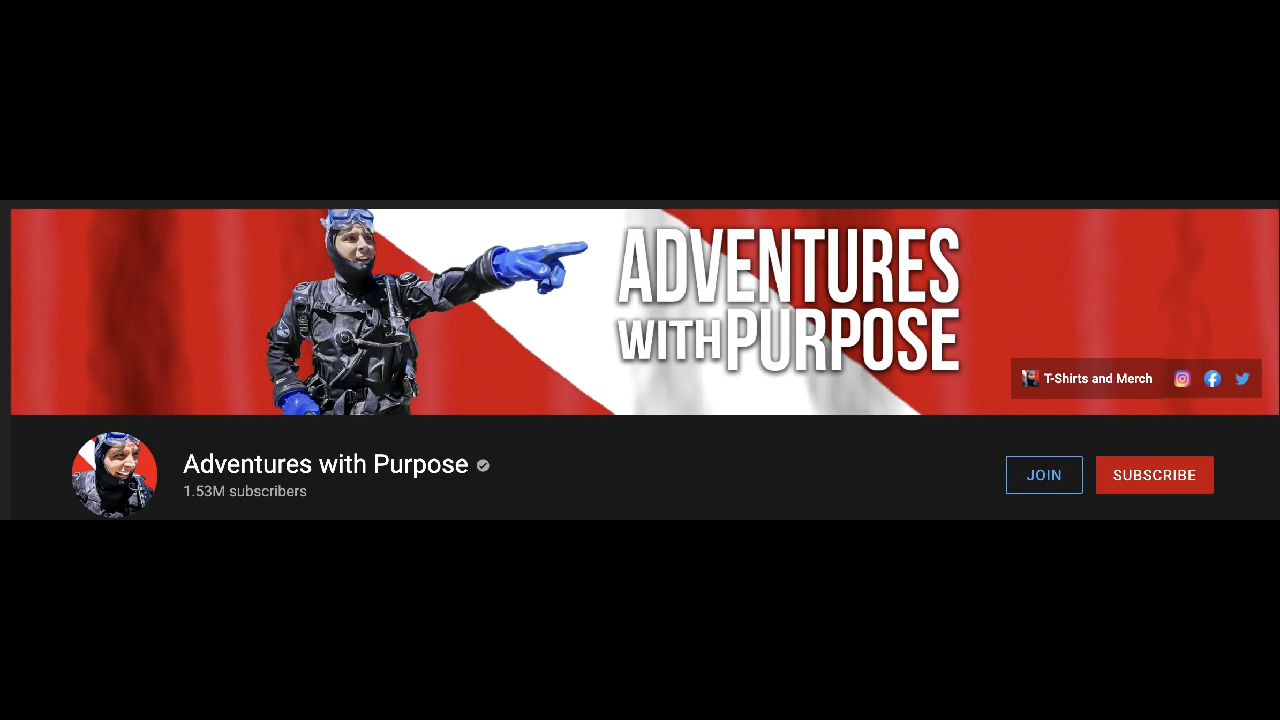 ADVENTURES
WITH PURPOSE
T-Shirts and Merch
Adventures with Purpose
1.53M subscribers
JOIN
SUBSCRIBE